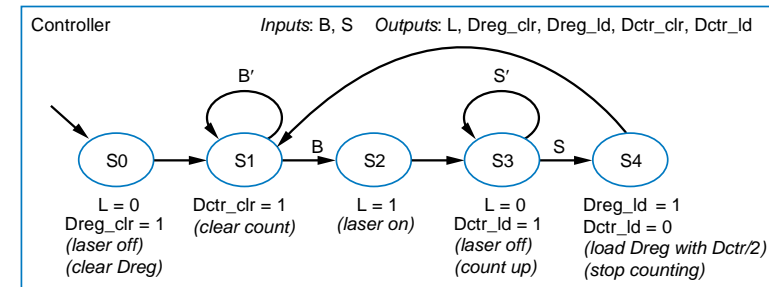 Controller
Inputs: B, S Outputs: L, Dreg_clr, Dreg_ld, Dctr_clr, Dctr_ld
B′
S′
S0
S1
B
S2
S3
S
S4
L = 0
Dreg_clr = 1
(laser off)
(clear Dreg)
Dctr_clr = 1
(clear count)
L = 1
(laser on)
L = 0
Dctr_ld = 1
(laser off)
(count up)
Dreg_ld = 1
Dctr_ld = 0
(load Dreg with Dctr/2)
(stop counting)